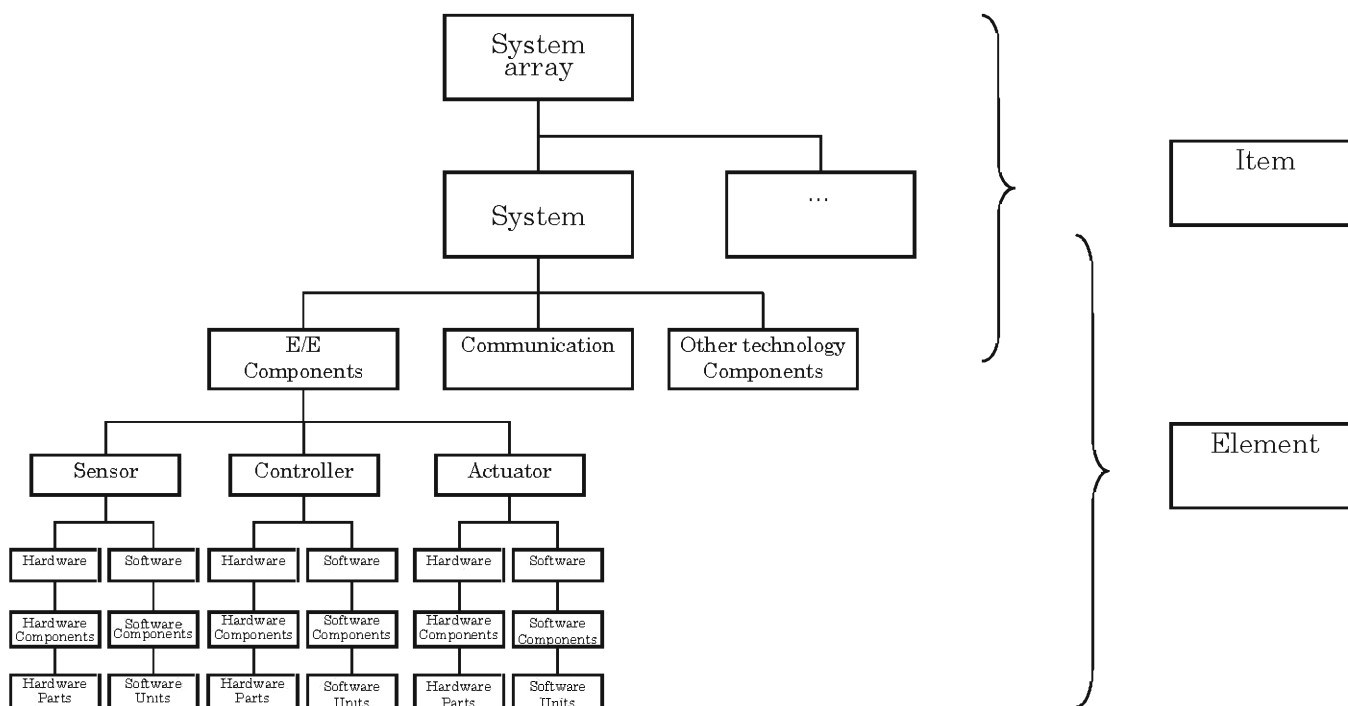 System
array
Item
System
...
E/E
Components
Communication
Other technology
Components
Element
Sensor
Controller
Actuator
Hardware
Software
Hardware
Software
Hardware
Software
Hardware
Components
Software
Components
Hardware
Components
Software
Components
Hardware
Components
Software
Components
Hardware
Parts
Software
Units
Hardware
Parts
Software
Units
Hardware
Parts
Software
Units